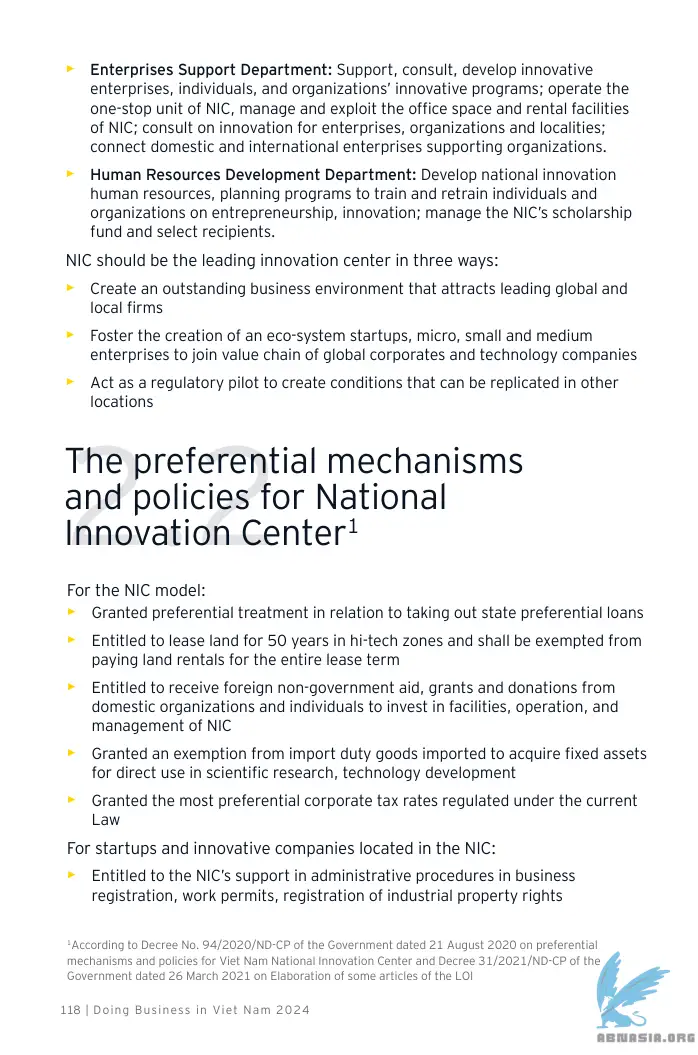 ► Enterprises Support Department: Support, consult, develop innovative
enterprises, individuals, and organizations’ innovative programs; operate the
one-stop unit of NIC, manage and exploit the office space and rental facilities
of NIC; consult on innovation for enterprises, organizations and localities;
connect domestic and international enterprises supporting organizations.
► Human Resources Development Department: Develop national innovation
human resources, planning programs to train and retrain individuals and
organizations on entrepreneurship, innovation; manage the NIC’s scholarship
fund and select recipients.
NIC should be the leading innovation center in three ways:
► Create an outstanding business environment that attracts leading global and
local firms
► Foster the creation of an eco-system startups, micro, small and medium
enterprises to join value chain of global corporates and technology companies
► Act as a regulatory pilot to create conditions that can be replicated in other
locations
2.2
The preferential mechanisms
and policies for National
Innovation Center¹
For the NIC model:
► Granted preferential treatment in relation to taking out state preferential loans
► Entitled to lease land for 50 years in hi-tech zones and shall be exempted from
paying land rentals for the entire lease term
► Entitled to receive foreign non-government aid, grants and donations from
domestic organizations and individuals to invest in facilities, operation, and
management of NIC
► Granted an exemption from import duty goods imported to acquire fixed assets
for direct use in scientific research, technology development
► Granted the most preferential corporate tax rates regulated under the current
Law
For startups and innovative companies located in the NIC:
► Entitled to the NIC’s support in administrative procedures in business
registration, work permits, registration of industrial property rights
¹According to Decree No. 94/2020/ND-CP of the Government dated 21 August 2020 on preferential
mechanisms and policies for Viet Nam National Innovation Center and Decree 31/2021/ND-CP of the
Government dated 26 March 2021 on Elaboration of some articles of the LOI
118 | Doing Business in Viet Nam 2024
ABNASIA.ORG